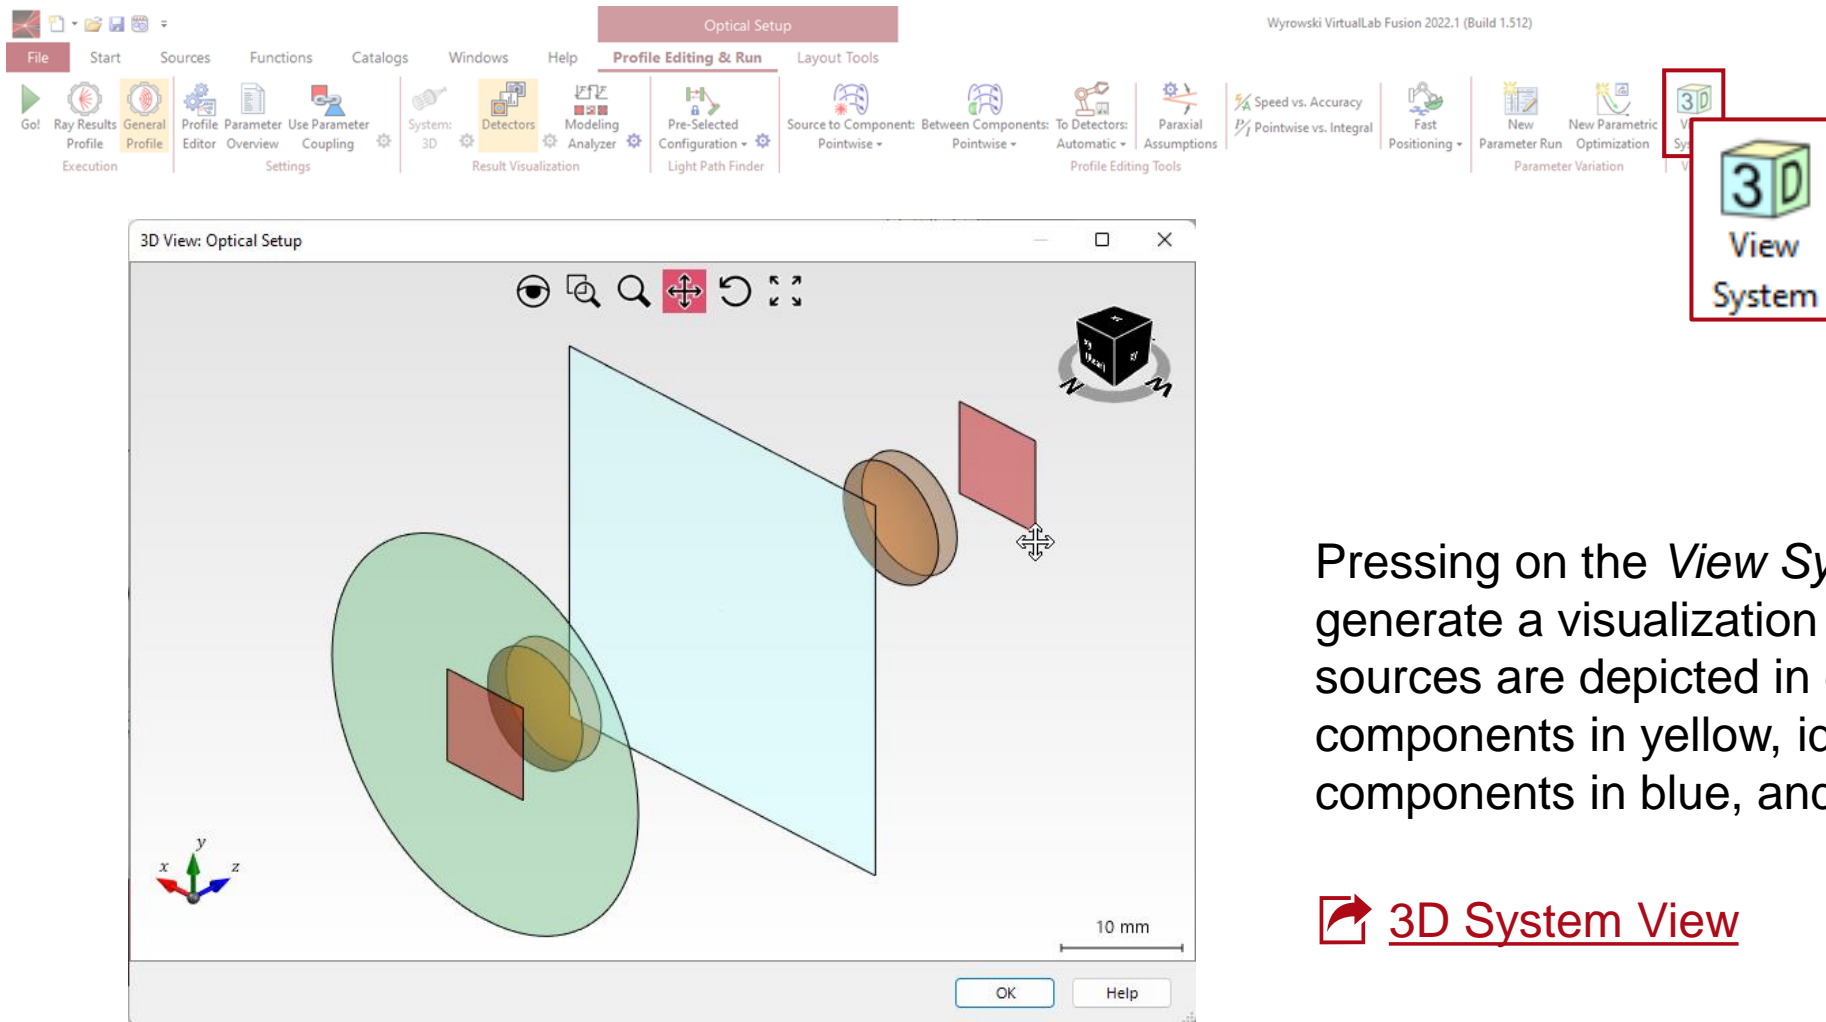 Optical Setup
Wyrowski VirtualLab Fusion 2022.1 (Build 1.512)
File Start Sources Functions Catalogs Windows Help Profile Editing & Run Layout Tools
Go!
Ray Results Profile
General Profile
Execution
Profile Editor
Parameter Overview
Use Parameter Coupling
Settings
System: 3D
Detectors
Modeling Analyzer
Result Visualization
Pre-Selected Configuration
Light Path Finder
Source to Component: Pointwise
Between Components: Pointwise
To Detectors: Automatic
Paraxial Assumptions
Speed vs. Accuracy
Pointwise vs. Integral
Profile Editing Tools
Fast Positioning
New Parameter Run
New Parametric Optimization
Parameter Variation
3D
View
System
3D View: Optical Setup
y
x
z
10 mm
OK
Help
Pressing on the View Sy
generate a visualization
sources are depicted in
components in yellow,
components in blue, and
3D System View